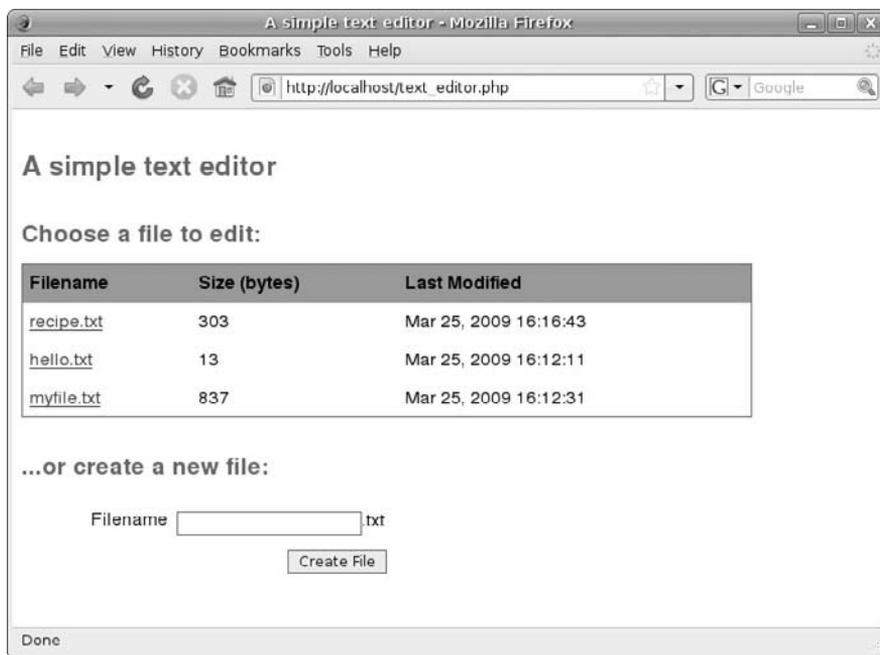 A simple text editor - Mozilla Firefox
File Edit View History Bookmarks Tools Help
http://localhost/text_editor.php G Google
A simple text editor
Choose a file to edit:
Filename Size (bytes) Last Modified
recipe.txt 303 Mar 25, 2009 16:16:43
hello.txt 13 Mar 25, 2009 16:12:11
myfile.txt 837 Mar 25, 2009 16:12:31
...or create a new file:
Filename .txt
Create File
Done